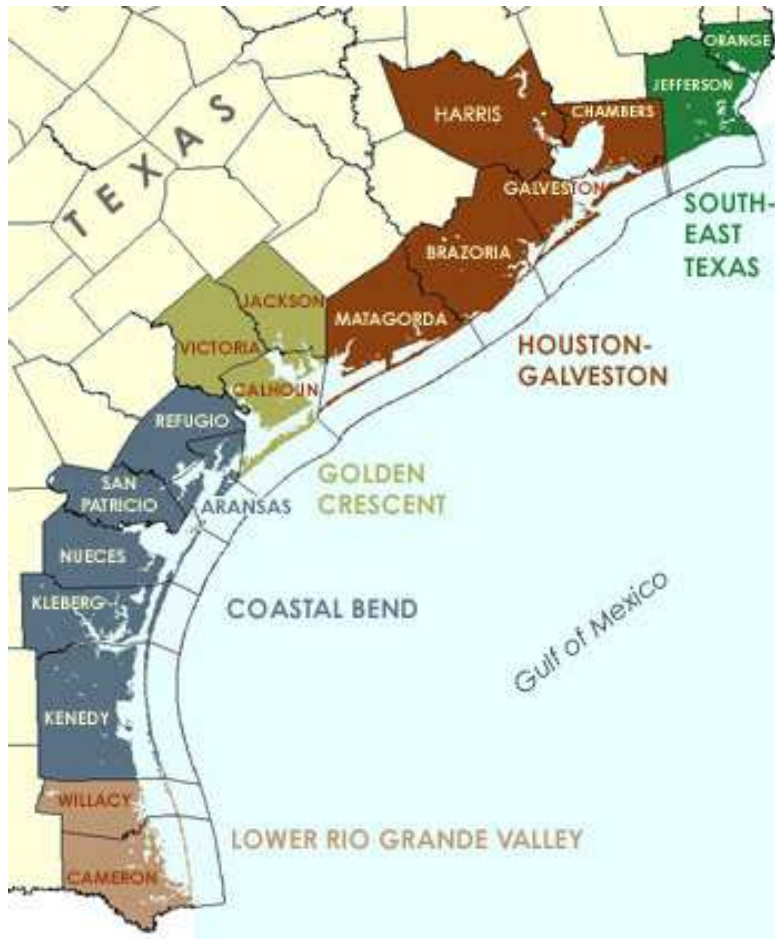 ORANGE
JEFFERSON
HARRIS
CHAMBERS
TEXAS
GALVESTON
SOUTH-
EAST
TEXAS
BRAZORIA
JACKSON
MATAGORDA
VICTORIA
HOUSTON-
GALVESTON
CALHOUN
REFUGIO
GOLDEN
CRESCENT
SAN
PATRICIO
ARANSAS
NUECES
KLEBERG
COASTAL BEND
Gulf of Mexico
KENEDY
WILLACY
LOWER RIO GRANDE VALLEY
CAMERON